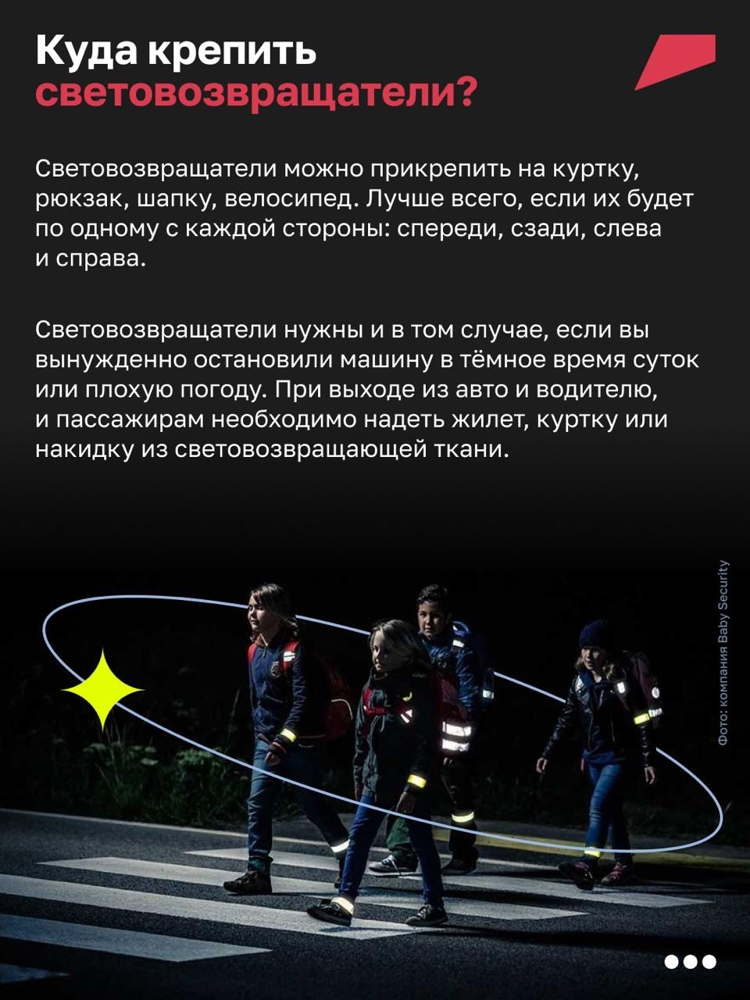 Куда крепить
световозвращатели?
Световозвращатели можно прикрепить на куртку,
рюкзак, шапку, велосипед. Лучше всего, если их будет
по одному с каждой стороны: спереди, сзади, слева
и справа.
Световозвращатели нужны и в том случае, если вы
вынужденно остановили машину в тёмное время суток
или плохую погоду. При выходе из авто и водителю,
и пассажирам необходимо надеть жилет, куртку или
накидку из световозвращающей ткани.
Фото: компания Baby Security